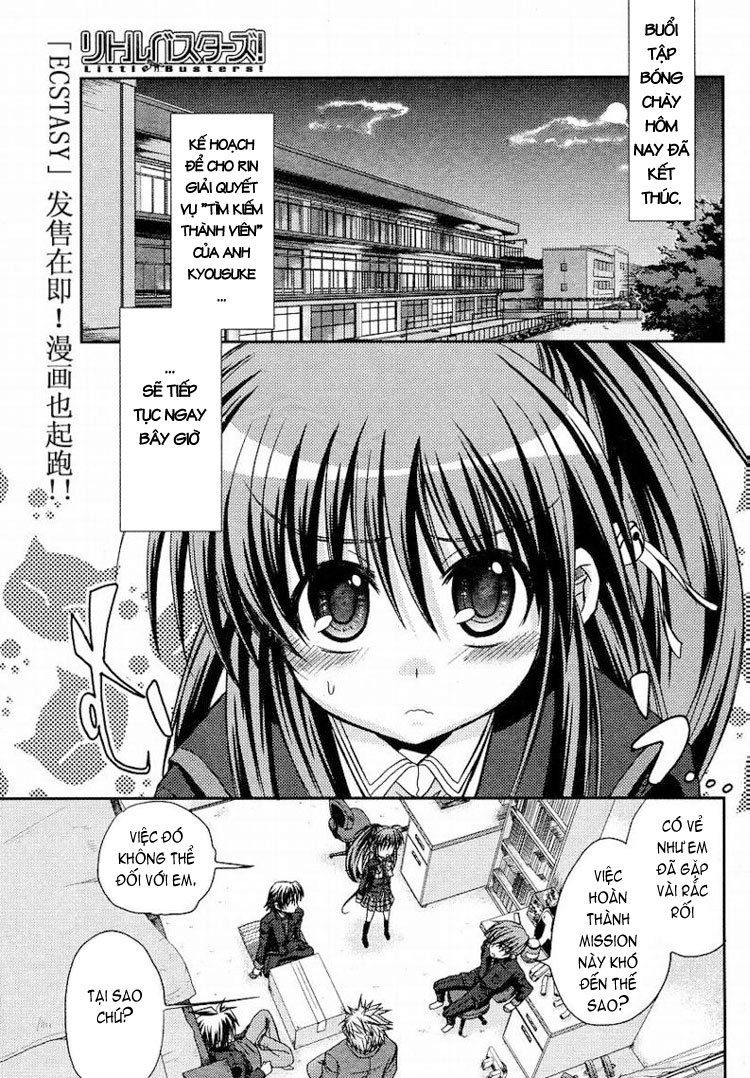 BUỔI
TẬP
BÓNG
CHÀY
HÔM
NAY ĐÃ
KẾT
THÚC.
リトルバスターズ!
Little Busters!
「ECSTASY」发售在即！漫画也起跑!!
KẾ HOẠCH
ĐỂ CHO RIN
GIẢI QUYẾT
VỤ "TÌM KIẾM
THÀNH VIÊN"
CỦA ANH
KYOUSUKE
...
...
SẼ TIẾP
TỤC NGAY
BÂY GIỜ
CÓ VẺ
NHƯ EM
ĐÃ GẶP
VÀI RẮC
RỐI
VIỆC
HOÀN
THÀNH
MISSION
NÀY KHÓ
ĐẾN THẾ
SAO?
VIỆC ĐÓ
KHÔNG THỂ
ĐỐI VỚI EM.
TẠI SAO
CHỨ?